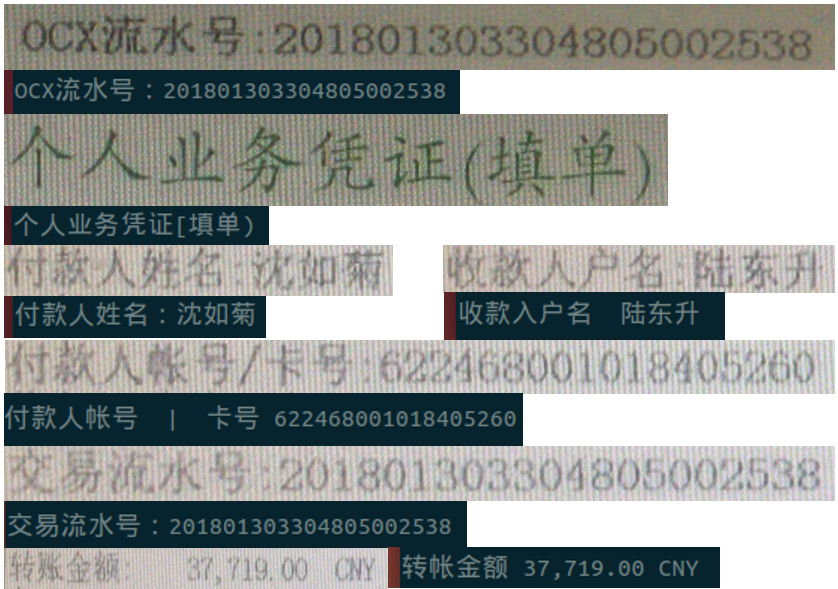 OCX流水号:201801303304805002538
OCX流水号：201801303304805002538
个人业务凭证(填单)
个人业务凭证[填单)
付款人姓名:沈如菊 收款人户名:陆东升
付款人姓名：沈如菊 收款入户名 陆东升
付款人帐号/卡号:6224680001018405260
付款人帐号 | 卡号 622468001018405260
交易流水号:201801303304805002538
交易流水号：201801303304805002538
转账金额 37,719.00 CNY 转帐金额 37,719.00 CNY